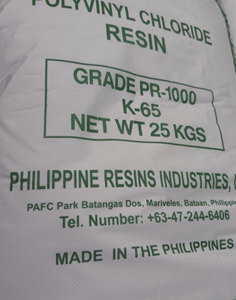 POLYVINYL CHLORIDE
RESIN
GRADE PR-1000
K-65
NET WT 25 KGS
PHILIPPINE RESINS INDUSTRIES,
PAFC Park Batangas Dos, Mariveles, Bataan, Phillippi
Tel. Number: +63-47-244-6406
MADE IN THE PHILIPPINES